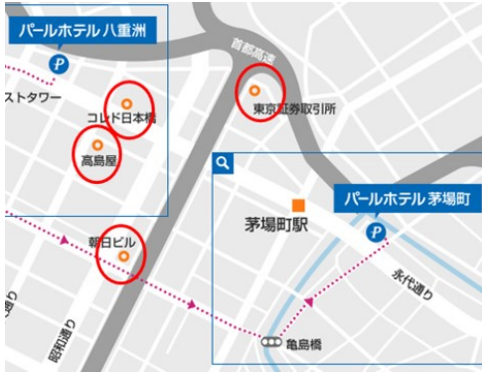 パールホテル 八重洲
P
首都高速
ストタワー
コレド日本橋
東京証券取引所
高島屋
パールホテル 茅場町
茅場町駅
P
朝日ビル
永代通り
亀島橋
昭和通り
通り